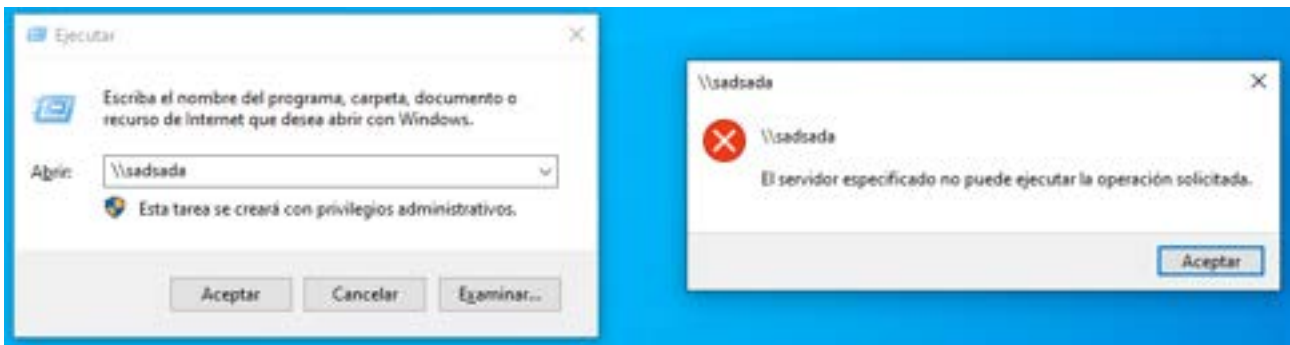 Ejecutar
Escriba el nombre del programa, carpeta, documento o
recurso de Internet que desea abrir con Windows.
Abrir:
\\sadsada
Esta tarea se creará con privilegios administrativos.
Aceptar
Cancelar
Examinar...
\\sadsada
\\sadsada
El servidor especificado no puede ejecutar la operación solicitada.
Aceptar